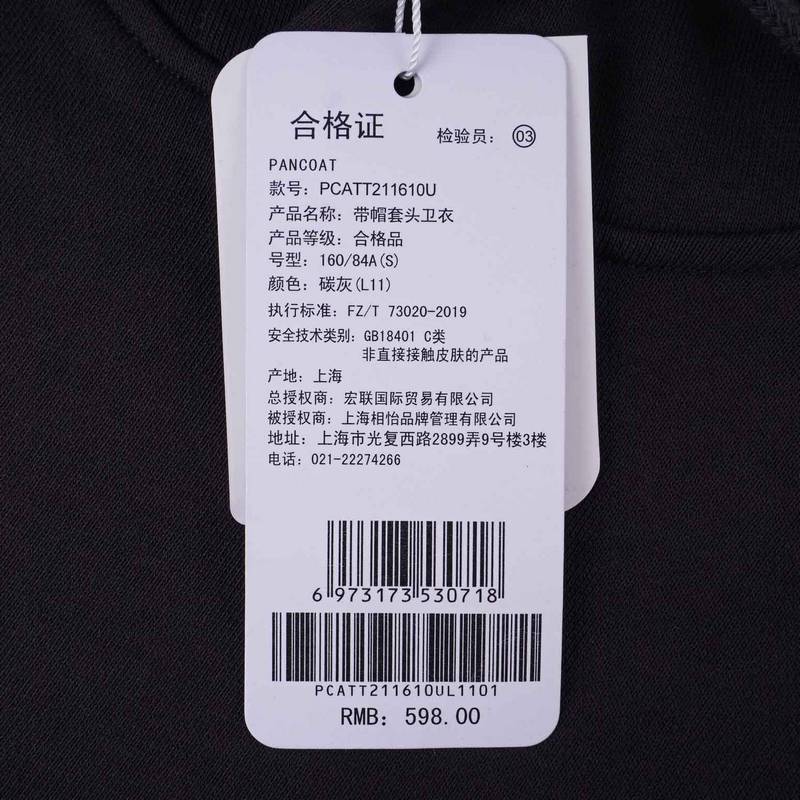 合格证 检验员：03
PANCOAT
款号：PCATT211610U
产品名称：带帽套头卫衣
产品等级：合格品
号型：160/84A(S)
颜色：碳灰(L11)
执行标准：FZ/T 73020-2019
安全技术类别：GB18401 C类
非直接接触皮肤的产品
产地：上海
总授权商：宏联国际贸易有限公司
被授权商：上海相怡品牌管理有限公司
地址：上海市光复西路2899弄9号楼3楼
电话：021-22274266
6 973173 530718
PCATT211610UL1101
RMB：598.00